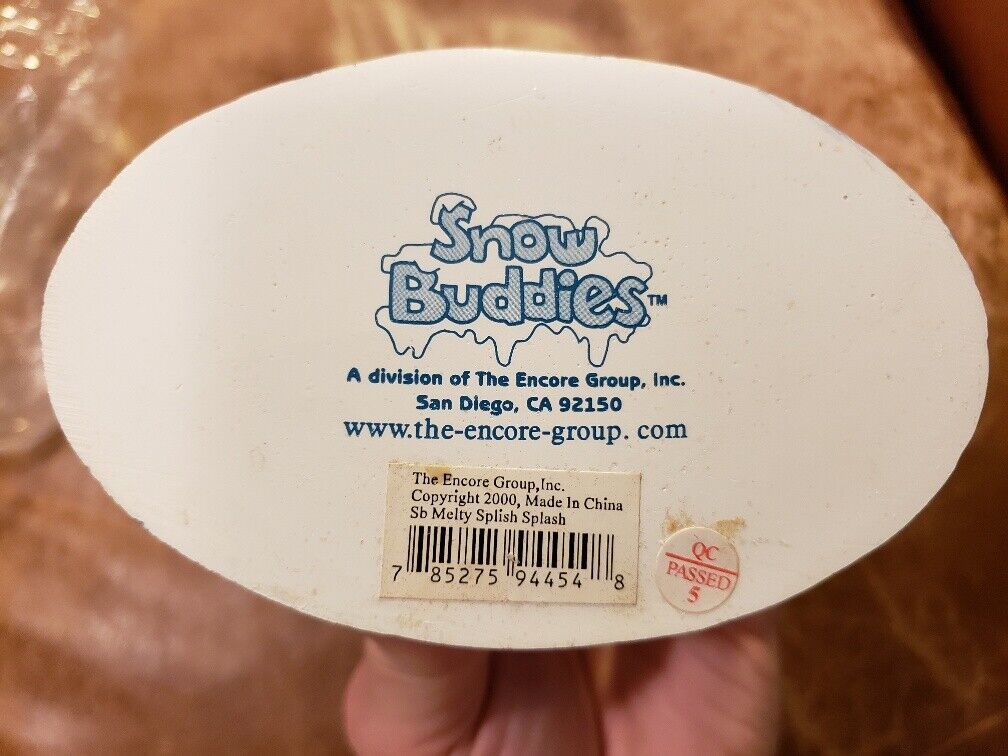 Snow
Buddies™
A division of The Encore Group, Inc.
San Diego, CA 92150
www.the-encore-group. com
The Encore Group,Inc.
Copyright 2000, Made In China
Sb Melty Splish Splash
7 85275 94454 8
QC
PASSED
5